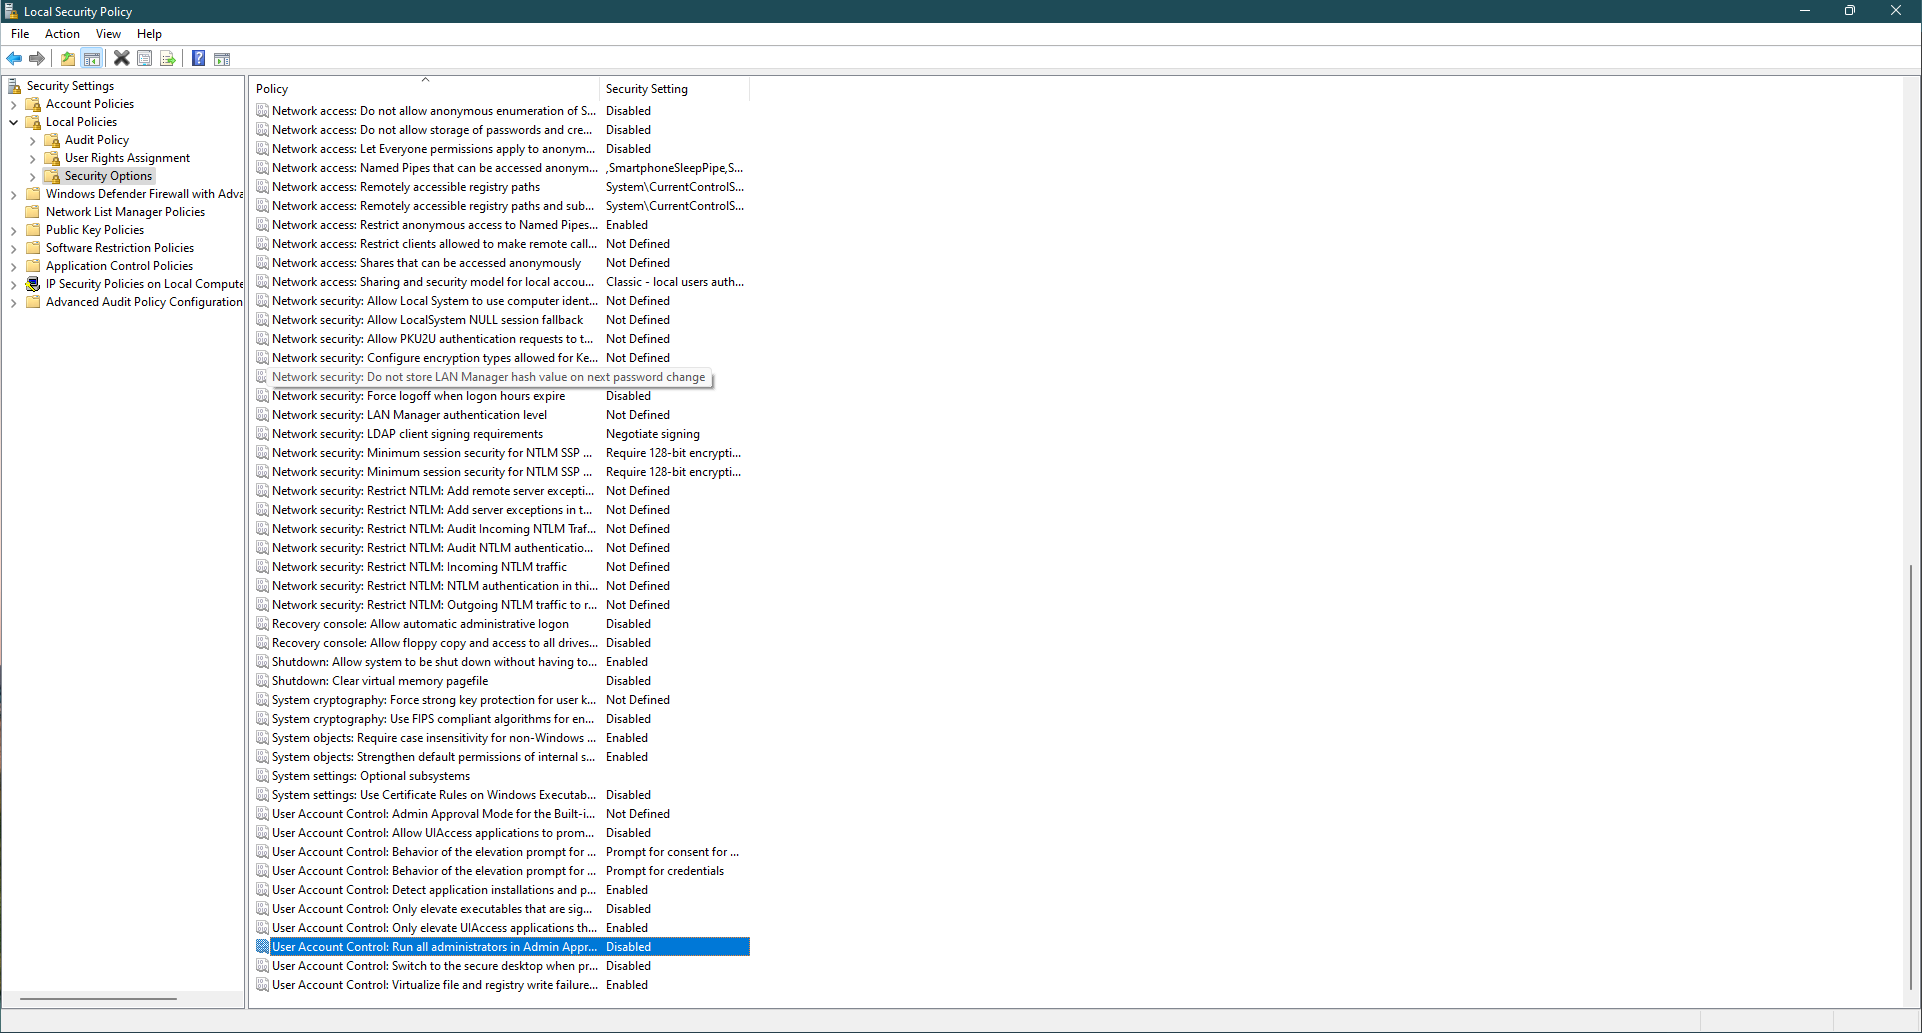 Local Security Policy
File Action View Help
Security Settings
Account Policies
Local Policies
Audit Policy
User Rights Assignment
Security Options
Windows Defender Firewall with Adva
Network List Manager Policies
Public Key Policies
Software Restriction Policies
Application Control Policies
IP Security Policies on Local Compute
Advanced Audit Policy Configuration
Policy Security Setting
Network access: Do not allow anonymous enumeration of S... Disabled
Network access: Do not allow storage of passwords and cre... Disabled
Network access: Let Everyone permissions apply to anonym... Disabled
Network access: Named Pipes that can be accessed anonym... ,SmartphoneSleepPipe,S...
Network access: Remotely accessible registry paths System\CurrentControlS...
Network access: Remotely accessible registry paths and sub... System\CurrentControlS...
Network access: Restrict anonymous access to Named Pipes... Enabled
Network access: Restrict clients allowed to make remote call... Not Defined
Network access: Shares that can be accessed anonymously Not Defined
Network access: Sharing and security model for local accou... Classic - local users auth...
Network security: Allow Local System to use computer ident... Not Defined
Network security: Allow LocalSystem NULL session fallback Not Defined
Network security: Allow PKU2U authentication requests to t... Not Defined
Network security: Configure encryption types allowed for Ke... Not Defined
Network security: Do not store LAN Manager hash value on next password change
Network security: Force logoff when logon hours expire Disabled
Network security: LAN Manager authentication level Not Defined
Network security: LDAP client signing requirements Negotiate signing
Network security: Minimum session security for NTLM SSP ... Require 128-bit encrypti...
Network security: Minimum session security for NTLM SSP ... Require 128-bit encrypti...
Network security: Restrict NTLM: Add remote server excepti... Not Defined
Network security: Restrict NTLM: Add server exceptions in t... Not Defined
Network security: Restrict NTLM: Audit Incoming NTLM Traf... Not Defined
Network security: Restrict NTLM: Audit NTLM authenticatio... Not Defined
Network security: Restrict NTLM: Incoming NTLM traffic Not Defined
Network security: Restrict NTLM: NTLM authentication in thi... Not Defined
Network security: Restrict NTLM: Outgoing NTLM traffic to r... Not Defined
Recovery console: Allow automatic administrative logon Disabled
Recovery console: Allow floppy copy and access to all drives... Disabled
Shutdown: Allow system to be shut down without having to... Enabled
Shutdown: Clear virtual memory pagefile Disabled
System cryptography: Force strong key protection for user k... Not Defined
System cryptography: Use FIPS compliant algorithms for en... Disabled
System objects: Require case insensitivity for non-Windows ... Enabled
System objects: Strengthen default permissions of internal s... Enabled
System settings: Optional subsystems
System settings: Use Certificate Rules on Windows Executab... Disabled
User Account Control: Admin Approval Mode for the Built-i... Not Defined
User Account Control: Allow UIAccess applications to prom... Disabled
User Account Control: Behavior of the elevation prompt for ... Prompt for consent for ...
User Account Control: Behavior of the elevation prompt for ... Prompt for credentials
User Account Control: Detect application installations and p... Enabled
User Account Control: Only elevate executables that are sig... Disabled
User Account Control: Only elevate UIAccess applications th... Enabled
User Account Control: Run all administrators in Admin Appr... Disabled
User Account Control: Switch to the secure desktop when pr... Disabled
User Account Control: Virtualize file and registry write failure... Enabled